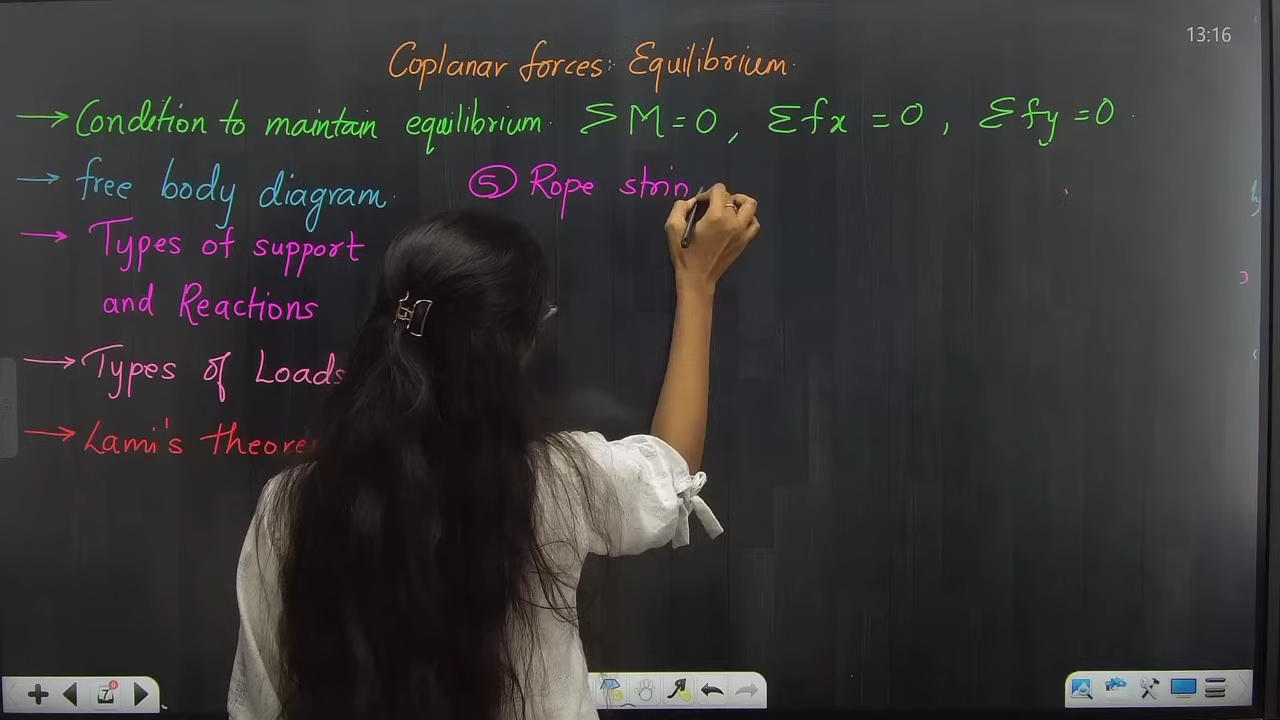 13:16
Coplanar forces: Equilibrium.
→ Condition to maintain equilibrium. ΣM=0, Σfx=0, Σfy=0.
→ free body diagram. ⑤ Rope strin
→ Types of support
and Reactions
→ Types of Loads
→ Lami's theore
7